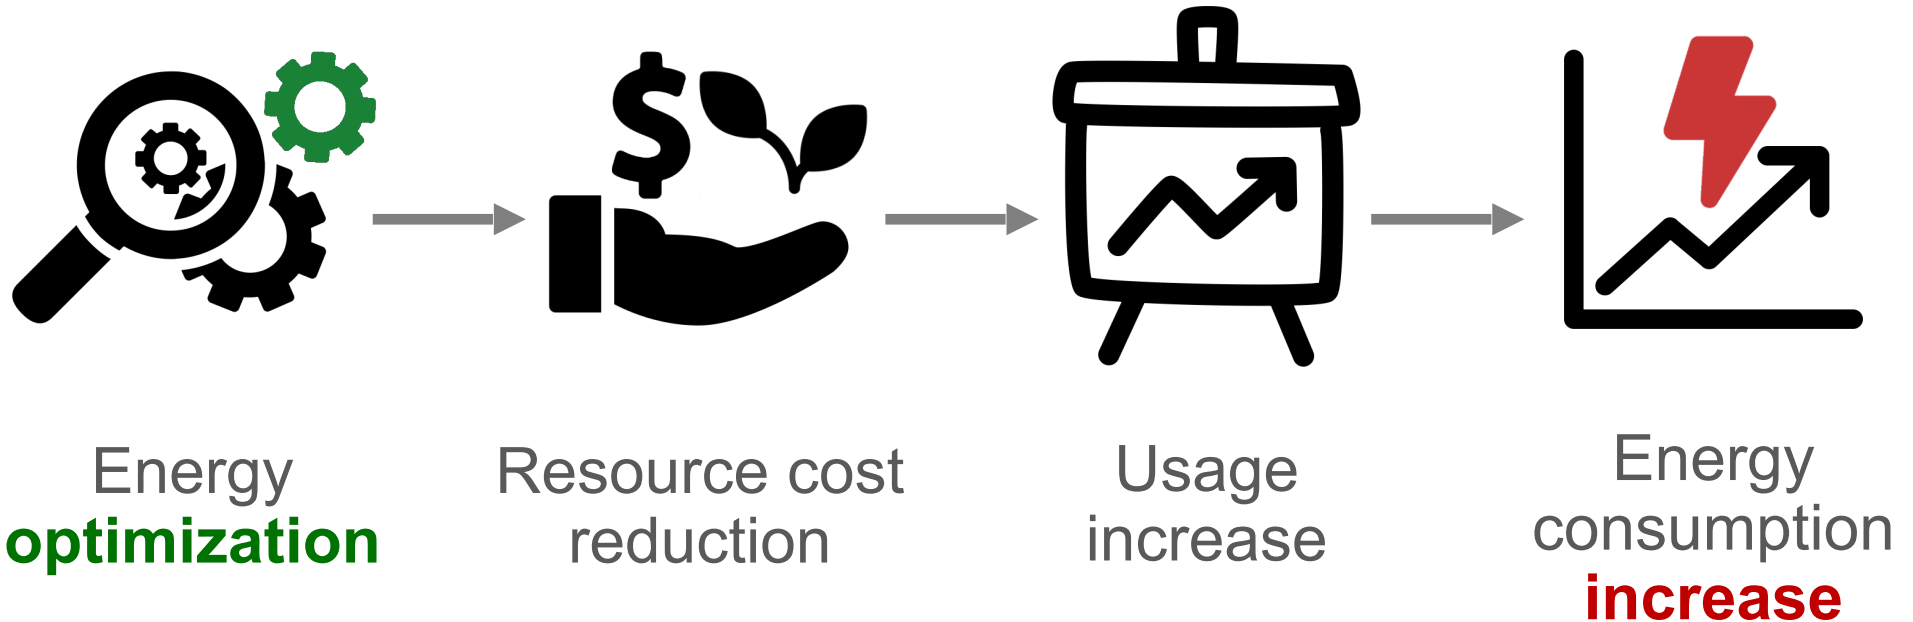 Energy
optimization
Resource cost
reduction
Usage
increase
Energy
consumption
increase